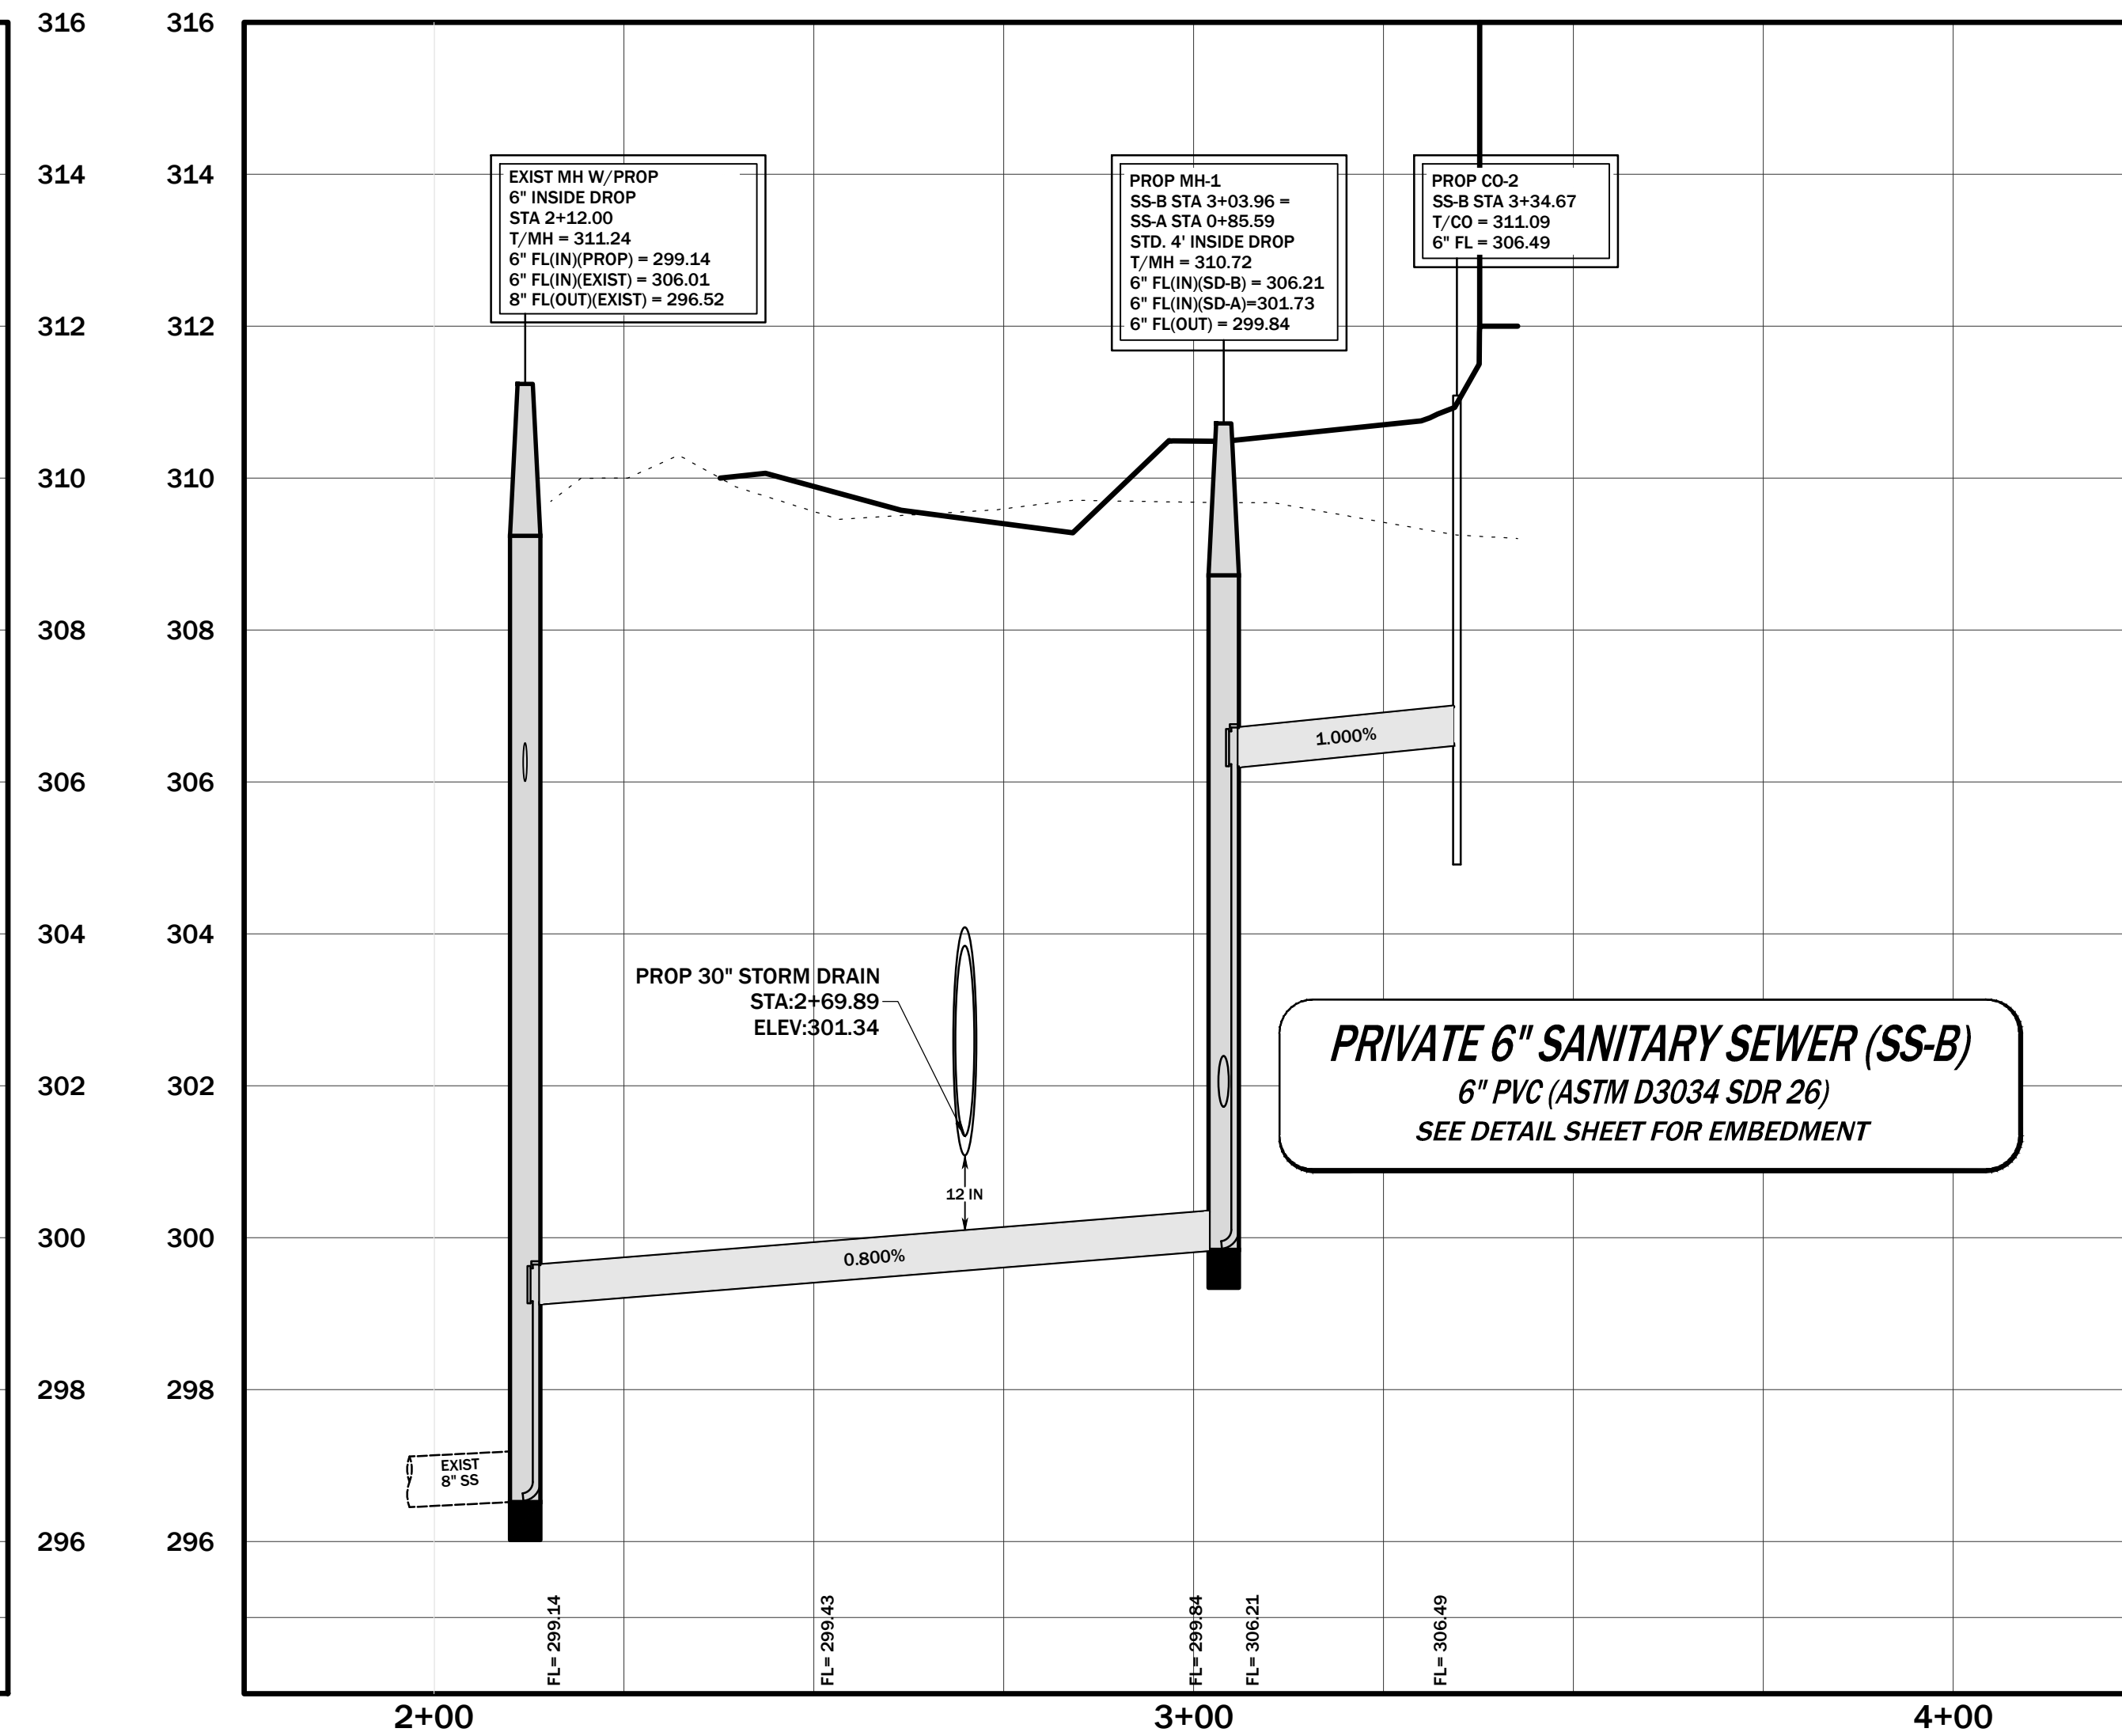 316
316
314
314
312
312
310
310
308
308
306
306
304
304
302
302
300
300
298
298
296
296
EXIST MH W/PROP
6" INSIDE DROP
STA 2+12.00
T/MH = 311.24
6" FL(IN)(PROP) = 299.14
6" FL(IN)(EXIST) = 306.01
8" FL(OUT)(EXIST) = 296.52
PROP MH-1
SS-B STA 3+03.96 =
SS-A STA 0+85.59
STD. 4' INSIDE DROP
T/MH = 310.72
6" FL(IN)(SD-B) = 306.21
6" FL(IN)(SD-A)=301.73
6" FL(OUT) = 299.84
PROP CO-2
SS-B STA 3+34.67
T/CO = 311.09
6" FL = 306.49
1.000%
PROP 30" STORM DRAIN
STA:2+69.89
ELEV:301.34
12 IN
0.800%
PRIVATE 6" SANITARY SEWER (SS-B)
6" PVC (ASTM D3034 SDR 26)
SEE DETAIL SHEET FOR EMBEDMENT
EXIST
8" SS
FL= 299.14
FL= 299.43
FL= 299.84
FL= 306.21
FL= 306.49
2+00
3+00
4+00